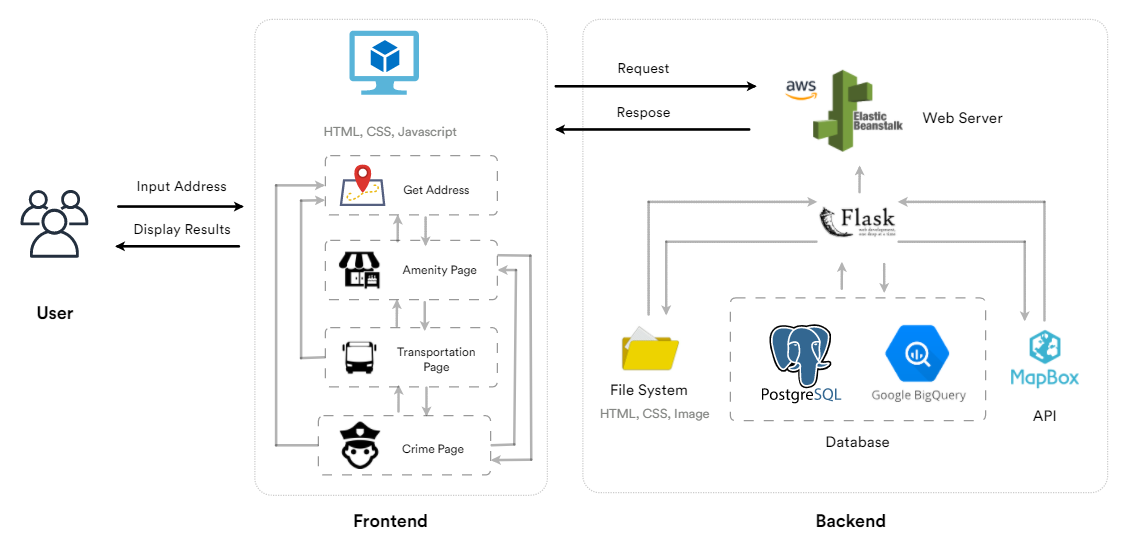 Request
Respose
aws
Elastic
Beanstalk
Web Server
HTML, CSS, Javascript
Input Address
Display Results
User
Get Address
Amenity Page
Transportation
Page
Crime Page
Frontend
Flask
web development,
one drop at a time
File System
HTML, CSS, Image
PostgreSQL
Google BigQuery
Database
MapBox
API
Backend